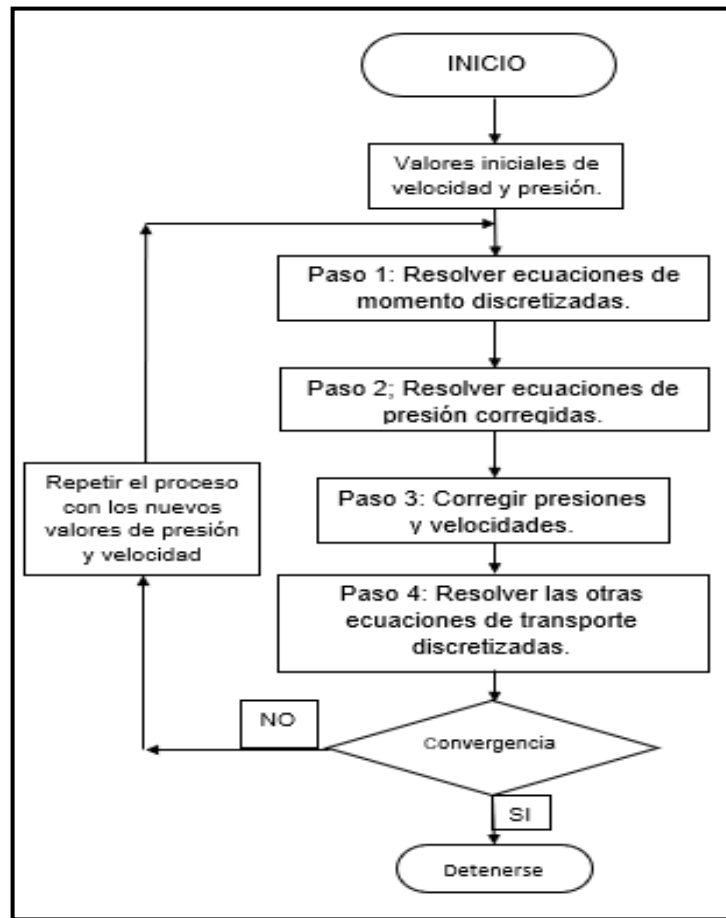 INICIO
Valores iniciales de
velocidad y presión.
Paso 1: Resolver ecuaciones de
momento discretizadas.
Paso 2; Resolver ecuaciones de
presión corregidas.
Repetir el proceso
con los nuevos
valores de presión
y velocidad
Paso 3: Corregir presiones
y velocidades.
Paso 4: Resolver las otras
ecuaciones de transporte
discretizadas.
NO
Convergencia
SI
Detenerse